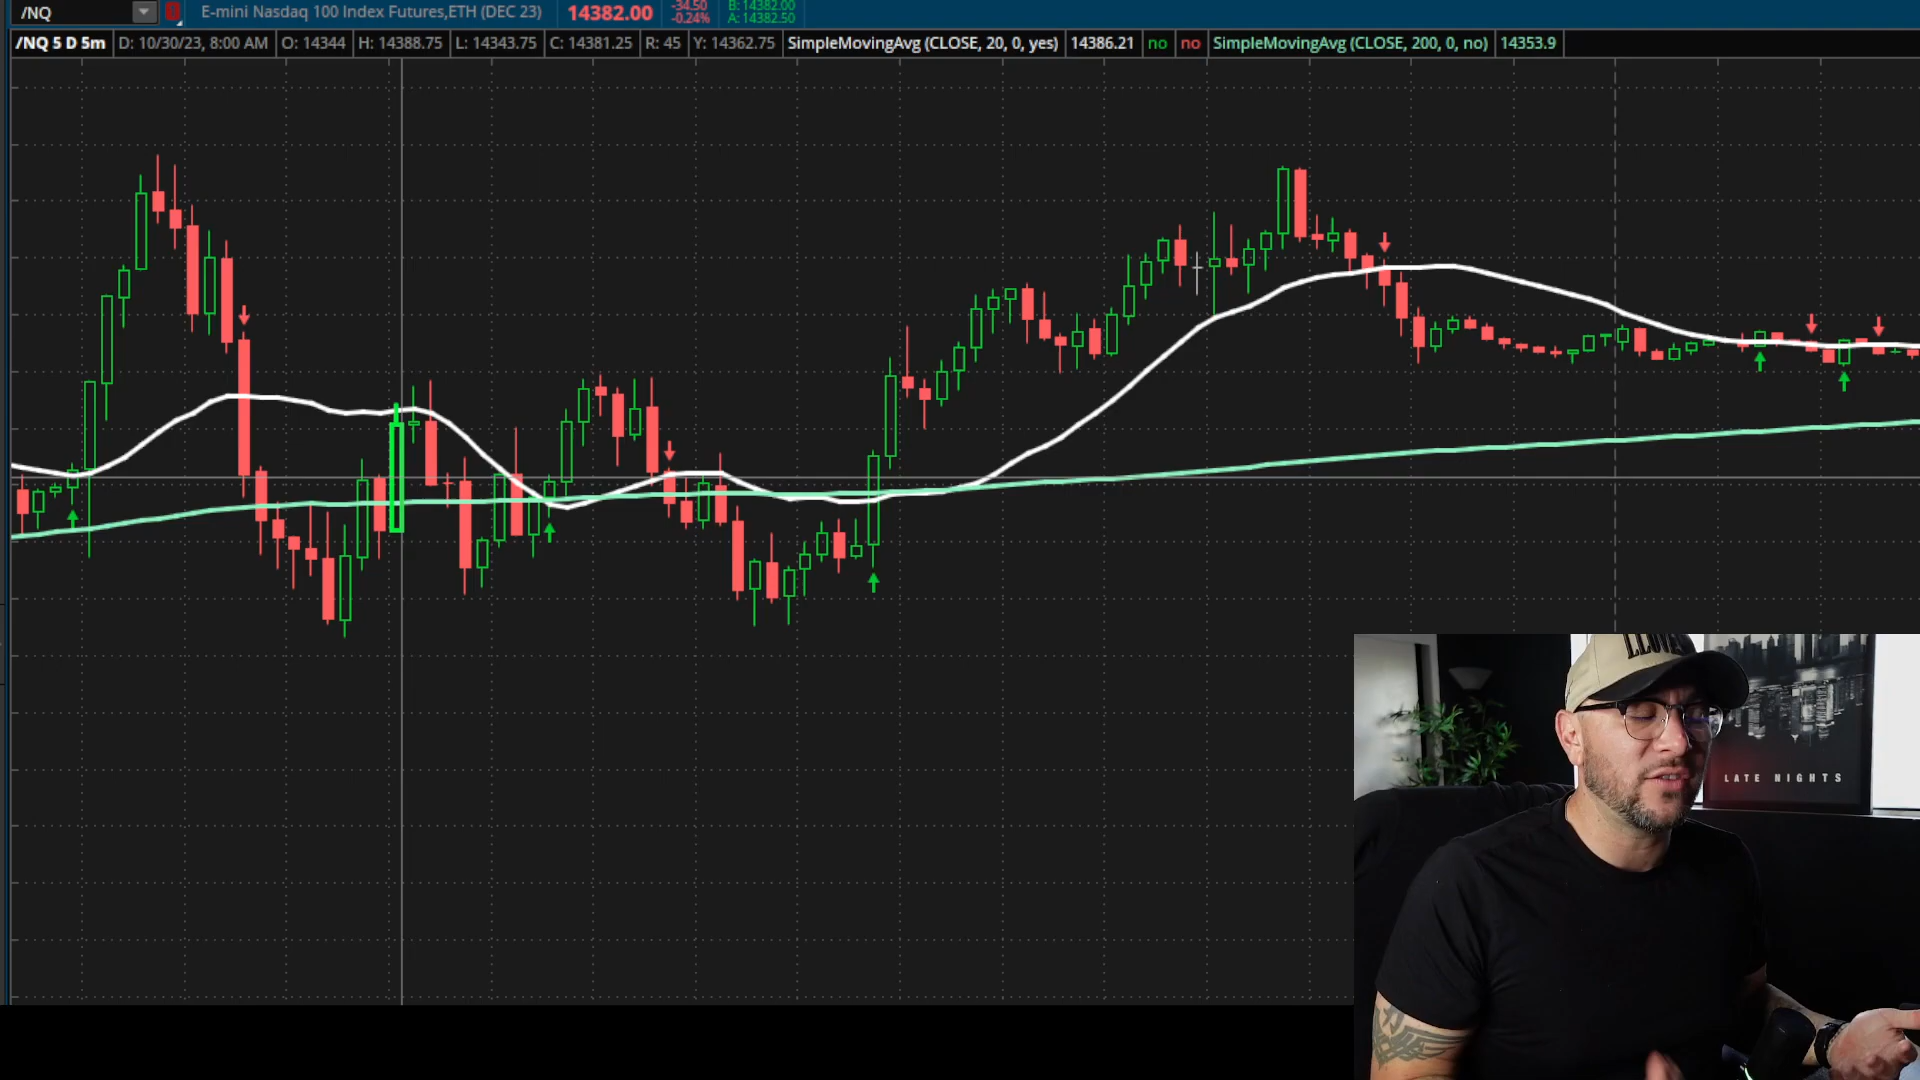 /NQ E-mini Nasdaq 100 Index Futures,ETH (DEC 23) 14382.00 -34.50 B: 14382.00
-0.24% A: 14382.50
/NQ 5 D 5m D: 10/30/23, 8:00 AM O: 14344 H: 14388.75 L: 14343.75 C: 14381.25 R: 45 Y: 14362.75 SimpleMovingAvg (CLOSE, 20, 0, yes) 14386.21 no no SimpleMovingAvg (CLOSE, 200, 0, no) 14353.9
LATE NIGHTS